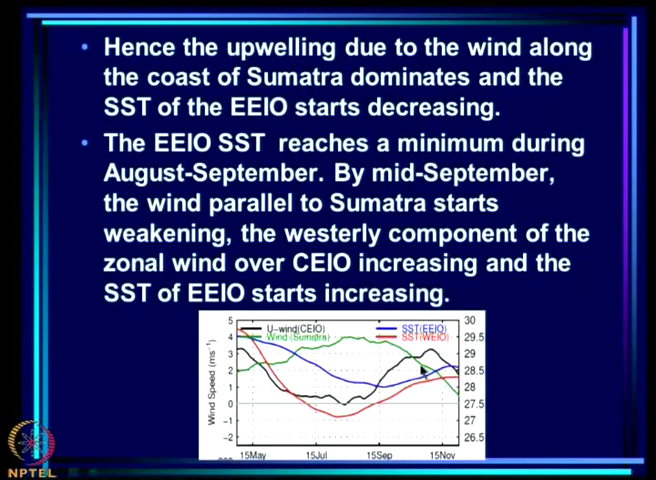 • Hence the upwelling due to the wind along
the coast of Sumatra dominates and the
SST of the EEIO starts decreasing.
• The EEIO SST reaches a minimum during
August-September. By mid-September,
the wind parallel to Sumatra starts
weakening, the westerly component of the
zonal wind over CEIO increasing and the
SST of EEIO starts increasing.
U-wind(CEIO) SST(EEIO)
Wind (Sumatra) SST(WEIO)
Wind Speed (ms⁻¹)
5
4
3
2
1
0
−1
−2
30
29.5
29
28.5
28
27.5
27
26.5
15May 15Jul 15Sep 15Nov
NPTEL